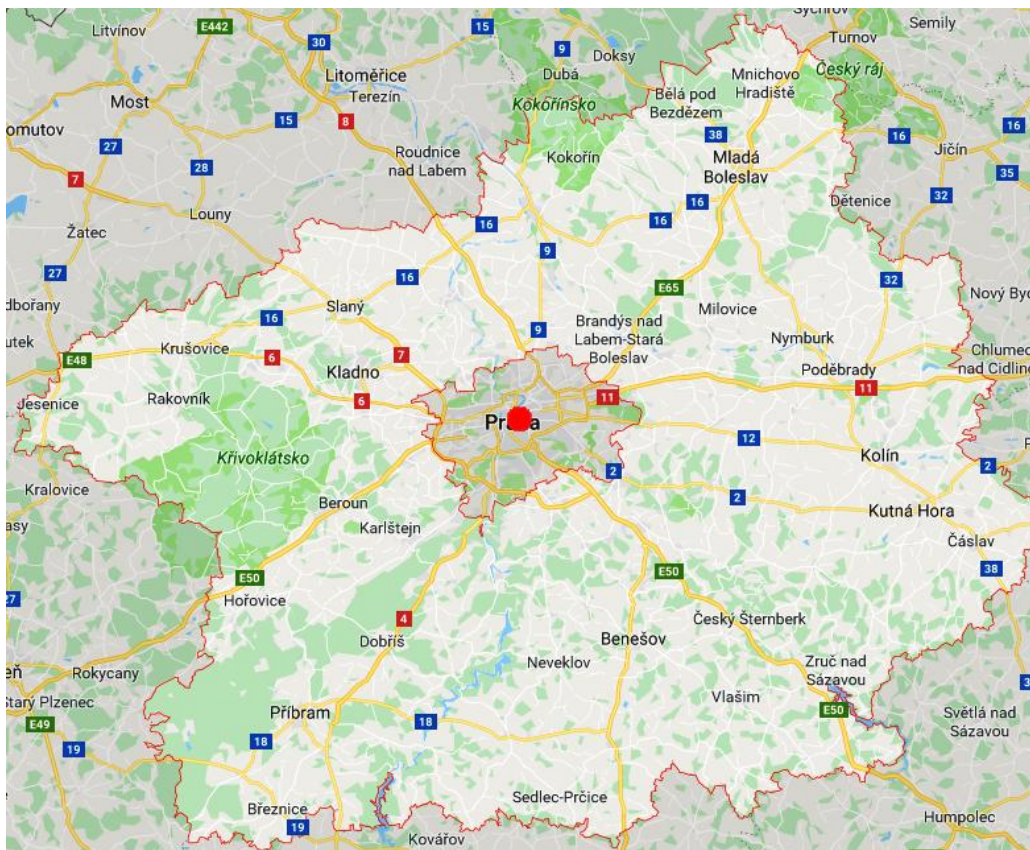 Litvínov
E442
15
Sychrov
Semily
30
9
Doksy
Turnov
Litoměřice
Terezín
Dubá
Mnichovo
Hradiště
Český ráj
Most
Kokořínsko
Bělá pod
Bezdězem
omutov
27
15
8
38
16
16
Roudnice
nad Labem
Kokořín
Mladá
Boleslav
Jičín
7
28
35
32
Louny
16
16
16
Dětenice
Žatec
9
27
16
E65
32
dbořany
Slaný
Milovice
Nový Byd
16
9
Brandýs nad
Labem-Stará
Boleslav
utek
Krušovice
6
7
Nymburk
Chlumec
nad Cidlinou
E48
Kladno
Poděbrady
Jesenice
Rakovník
6
11
11
Křivoklátsko
12
Kolín
2
2
Kralovice
Beroun
2
Kutná Hora
asy
Karlštejn
Čáslav
E50
E50
38
27
Hořovice
4
Český Šternberk
Dobříš
Benešov
eň
Rokycany
Neveklov
Zruč nad
Sázavou
Starý Plzenec
Vlašim
E49
Příbram
18
E50
Světlá nad
Sázavou
19
18
Březnice
Sedlec-Prčice
19
Humpolec
Kovářov